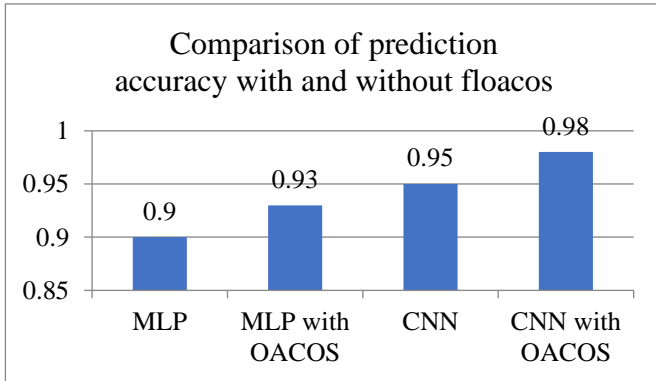 Comparison of prediction
accuracy with and without floacos
1
0.95
0.9
0.85
0.9
0.93
0.95
0.98
MLP
MLP with
OACOS
CNN
CNN with
OACOS